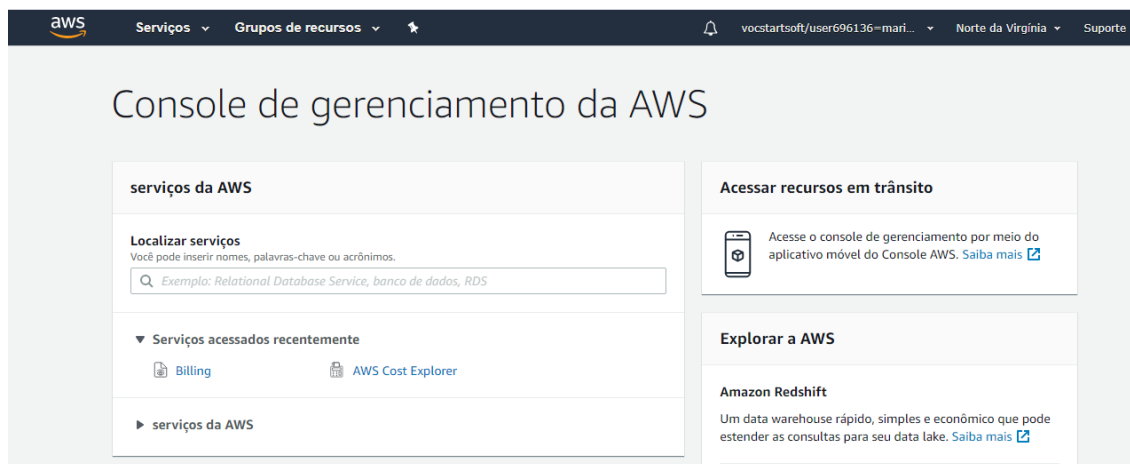 aws
Serviços
Grupos de recursos
vocstartsoft/user696136=mari...
Norte da Virgínia
Suporte
Console de gerenciamento da AWS
serviços da AWS
Localizar serviços
Você pode inserir nomes, palavras-chave ou acrônimos.
Exemplo: Relational Database Service, banco de dados, RDS
Serviços acessados recentemente
Billing
AWS Cost Explorer
serviços da AWS
Acessar recursos em trânsito
Acesse o console de gerenciamento por meio do
aplicativo móvel do Console AWS. Saiba mais
Explorar a AWS
Amazon Redshift
Um data warehouse rápido, simples e econômico que pode
estender as consultas para seu data lake. Saiba mais